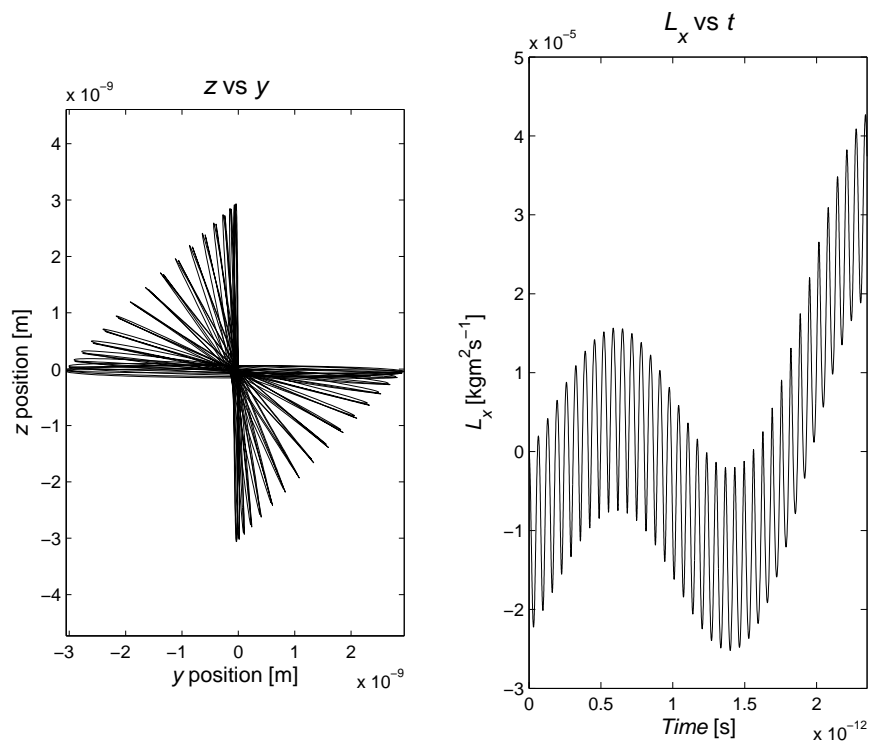 z vs y
x 10⁻⁹
4
3
2
1
0
−1
−2
−3
−4
z position [m]
−3 −2 −1 0 1 2
y position [m]
x 10⁻⁹
L_x vs t
x 10⁻⁵
5
4
3
2
1
0
−1
−2
−3
L_x [kgm²s⁻¹]
0 0.5 1 1.5 2
Time [s]
x 10⁻¹²